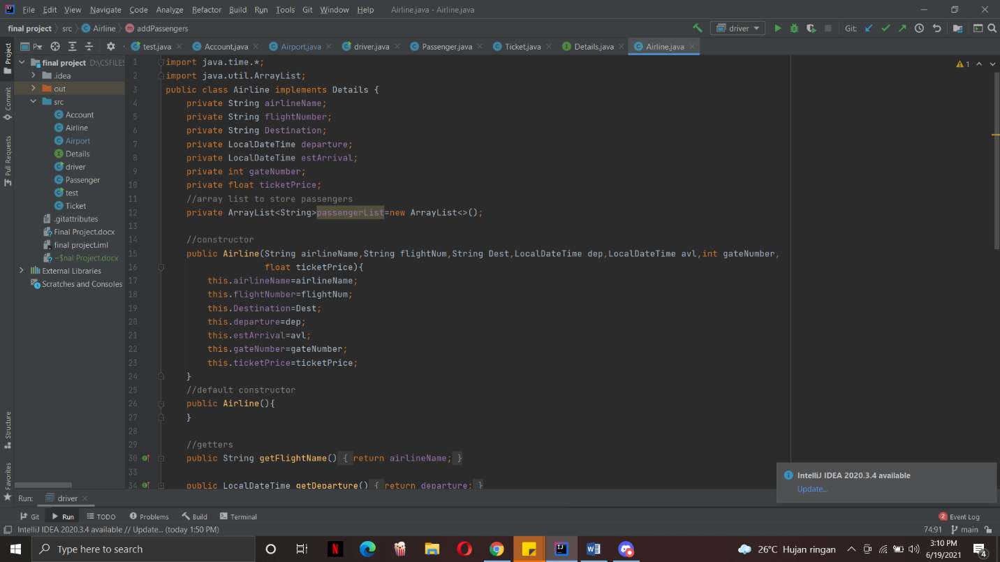 File Edit View Navigate Code Analyze Refactor Build Run Tools Git Window Help Airline.java - Airline.java
final project src Airline addPassengers driver Git:
test.java Account.java Airport.java driver.java Passenger.java Ticket.java Details.java Airline.java
Project
Commit
Pull Requests
Structure
Favorites
final project D:\CSFILES
.idea
out
src
Account
Airline
Airport
Details
driver
Passenger
test
Ticket
.gitattributes
Final Project.docx
final project.iml
~$nal Project.docx
External Libraries
Scratches and Consoles
1 import java.time.*;
2 import java.util.ArrayList;
3 public class Airline implements Details {
4 private String airlineName;
5 private String flightNumber;
6 private String Destination;
7 private LocalDateTime departure;
8 private LocalDateTime estArrival;
9 private int gateNumber;
10 private float ticketPrice;
11 //array list to store passengers
12 private ArrayList<String>passengerList=new ArrayList<>();
13
14 //constructor
15 public Airline(String airlineName,String flightNum,String Dest,LocalDateTime dep,LocalDateTime avl,int gateNumber,
16 float ticketPrice){
17 this.airlineName=airlineName;
18 this.flightNumber=flightNum;
19 this.Destination=Dest;
20 this.departure=dep;
21 this.estArrival=avl;
22 this.gateNumber=gateNumber;
23 this.ticketPrice=ticketPrice;
24 }
25 //default constructor
26 public Airline(){
27 }
28
29 //getters
30 public String getFlightName() { return airlineName; }
33
34 public LocalDateTime getDeparture() { return departure; }
1
IntelliJ IDEA 2020.3.4 available
Update...
Run: driver
Git Run TODO Problems Build Terminal 2 Event Log
IntelliJ IDEA 2020.3.4 available // Update... (today 1:50 PM) 74:91 main
Type here to search
26°C Hujan ringan
3:10 PM
6/19/2021
4